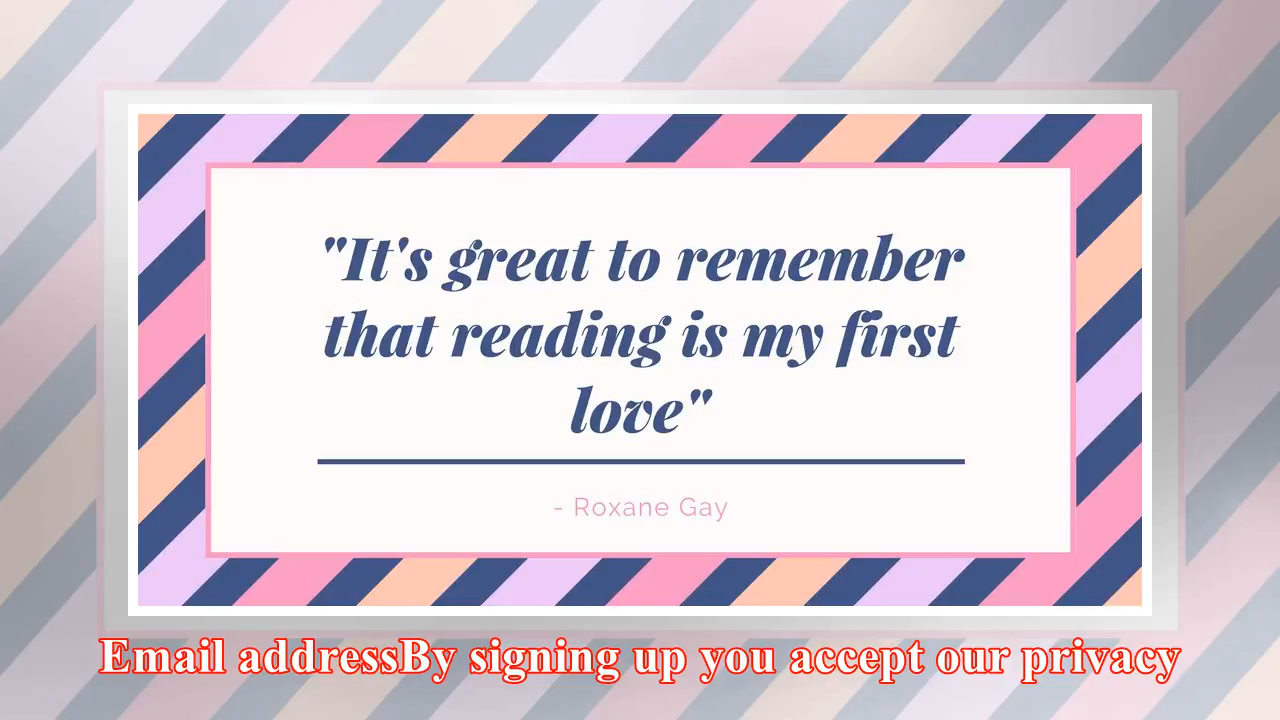 "It's great to remember
that reading is my first
love"
- Roxane Gay
Email addressBy signing up you accept our privacy